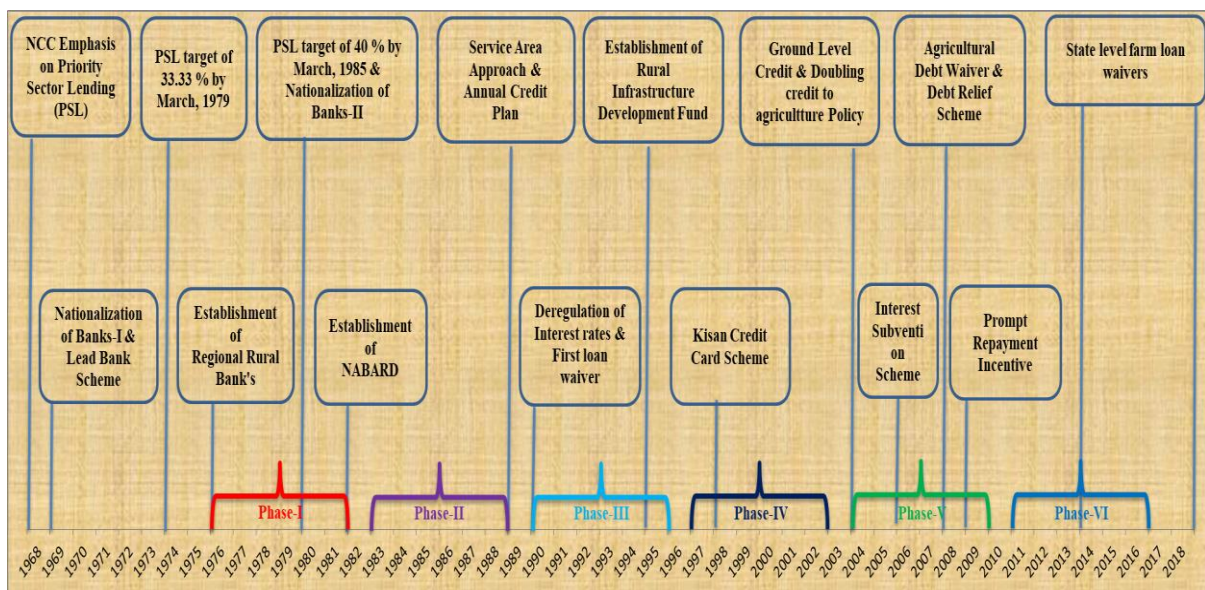 NCC Emphasis
on Priority
Sector Lending
(PSL)
PSL target of
33.33 % by
March, 1979
PSL target of 40 % by
March, 1985 &
Nationalization of
Banks-II
Service Area
Approach &
Annual Credit
Plan
Establishment of
Rural
Infrastructure
Development Fund
Ground Level
Credit & Doubling
credit to
agricultture Policy
Agricultural
Debt Waiver &
Debt Relief
Scheme
State level farm loan
waivers
Nationalization
of Banks-I &
Lead Bank
Scheme
Establishment
of
Regional Rural
Bank's
Establishment
of
NABARD
Deregulation of
Interest rates &
First loan
waiver
Kisan Credit
Card Scheme
Interest
Subventi
on
Scheme
Prompt
Repayment
Incentive
Phase-I
Phase-II
Phase-III
Phase-IV
Phase-V
Phase-VI
1968
1969
1970
1971
1972
1973
1974
1975
1976
1977
1978
1979
1980
1981
1982
1983
1984
1985
1986
1987
1988
1989
1990
1991
1992
1993
1994
1995
1996
1997
1998
1999
2000
2001
2002
2003
2004
2005
2006
2007
2008
2009
2010
2011
2012
2013
2014
2015
2016
2017
2018